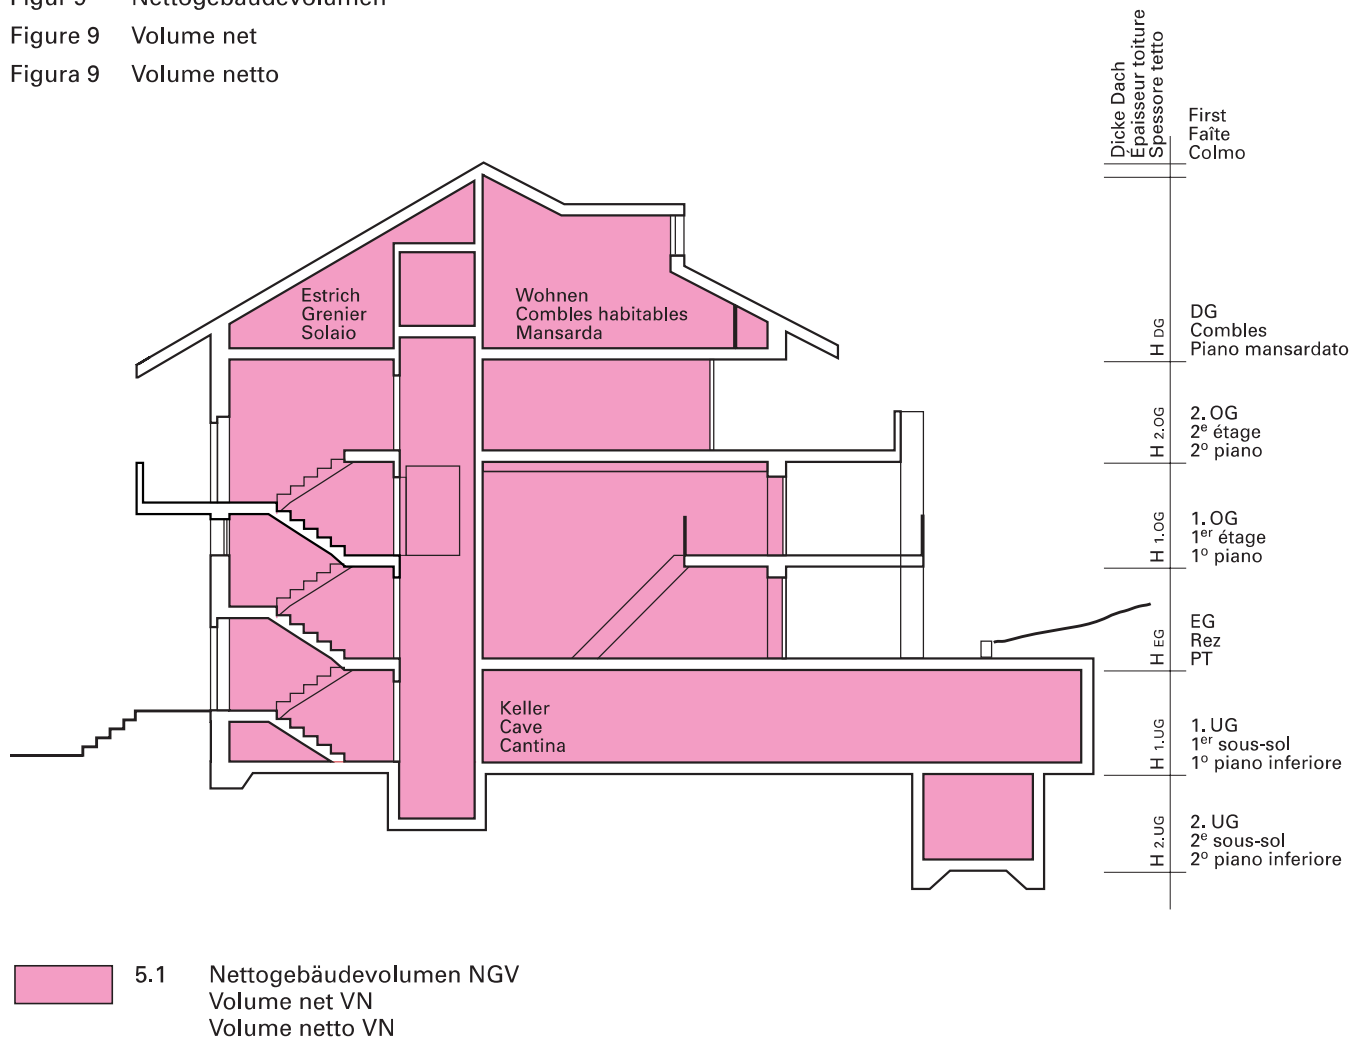 Figur 9 Nettogebäudevolumen
Figure 9 Volume net
Figura 9 Volume netto
Dicke Dach
Épaisseur toiture
Spessore tetto
First
Faîte
Colmo
Estrich
Grenier
Solaio
Wohnen
Combles habitables
Mansarda
H DG
DG
Combles
Piano mansardato
H 2.OG
2. OG
2e étage
2o piano
H 1.OG
1. OG
1er étage
1o piano
H EG
EG
Rez
PT
Keller
Cave
Cantina
H 1.UG
1. UG
1er sous-sol
1o piano inferiore
H 2.UG
2. UG
2e sous-sol
2o piano inferiore
5.1 Nettogebäudevolumen NGV
Volume net VN
Volume netto VN